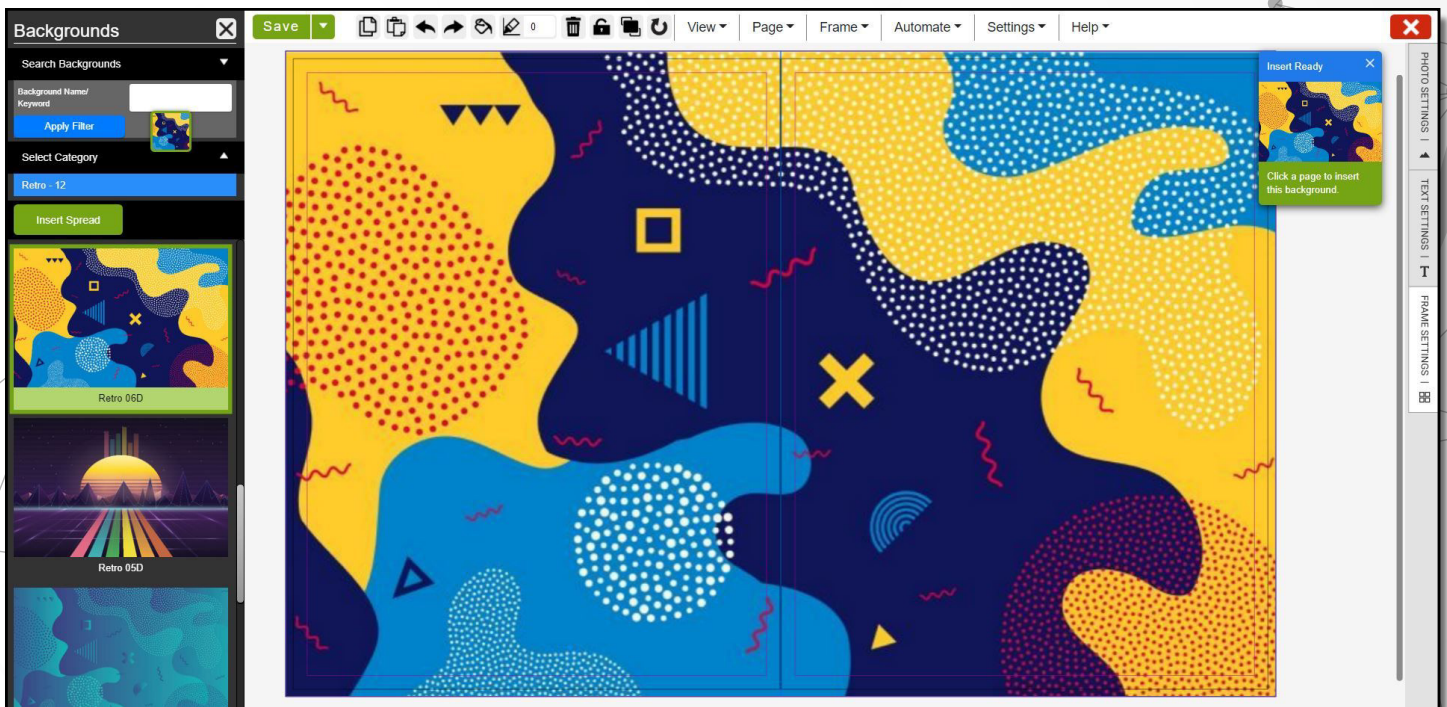 Backgrounds
Save
0
View
Page
Frame
Automate
Settings
Help
Search Backgrounds
Background Name/
Keyword
Apply Filter
Select Category
Retro - 12
Insert Spread
Retro 06D
Retro 05D
Insert Ready
Click a page to insert
this background.
PHOTO SETTINGS |
TEXT SETTINGS | T
FRAME SETTINGS |